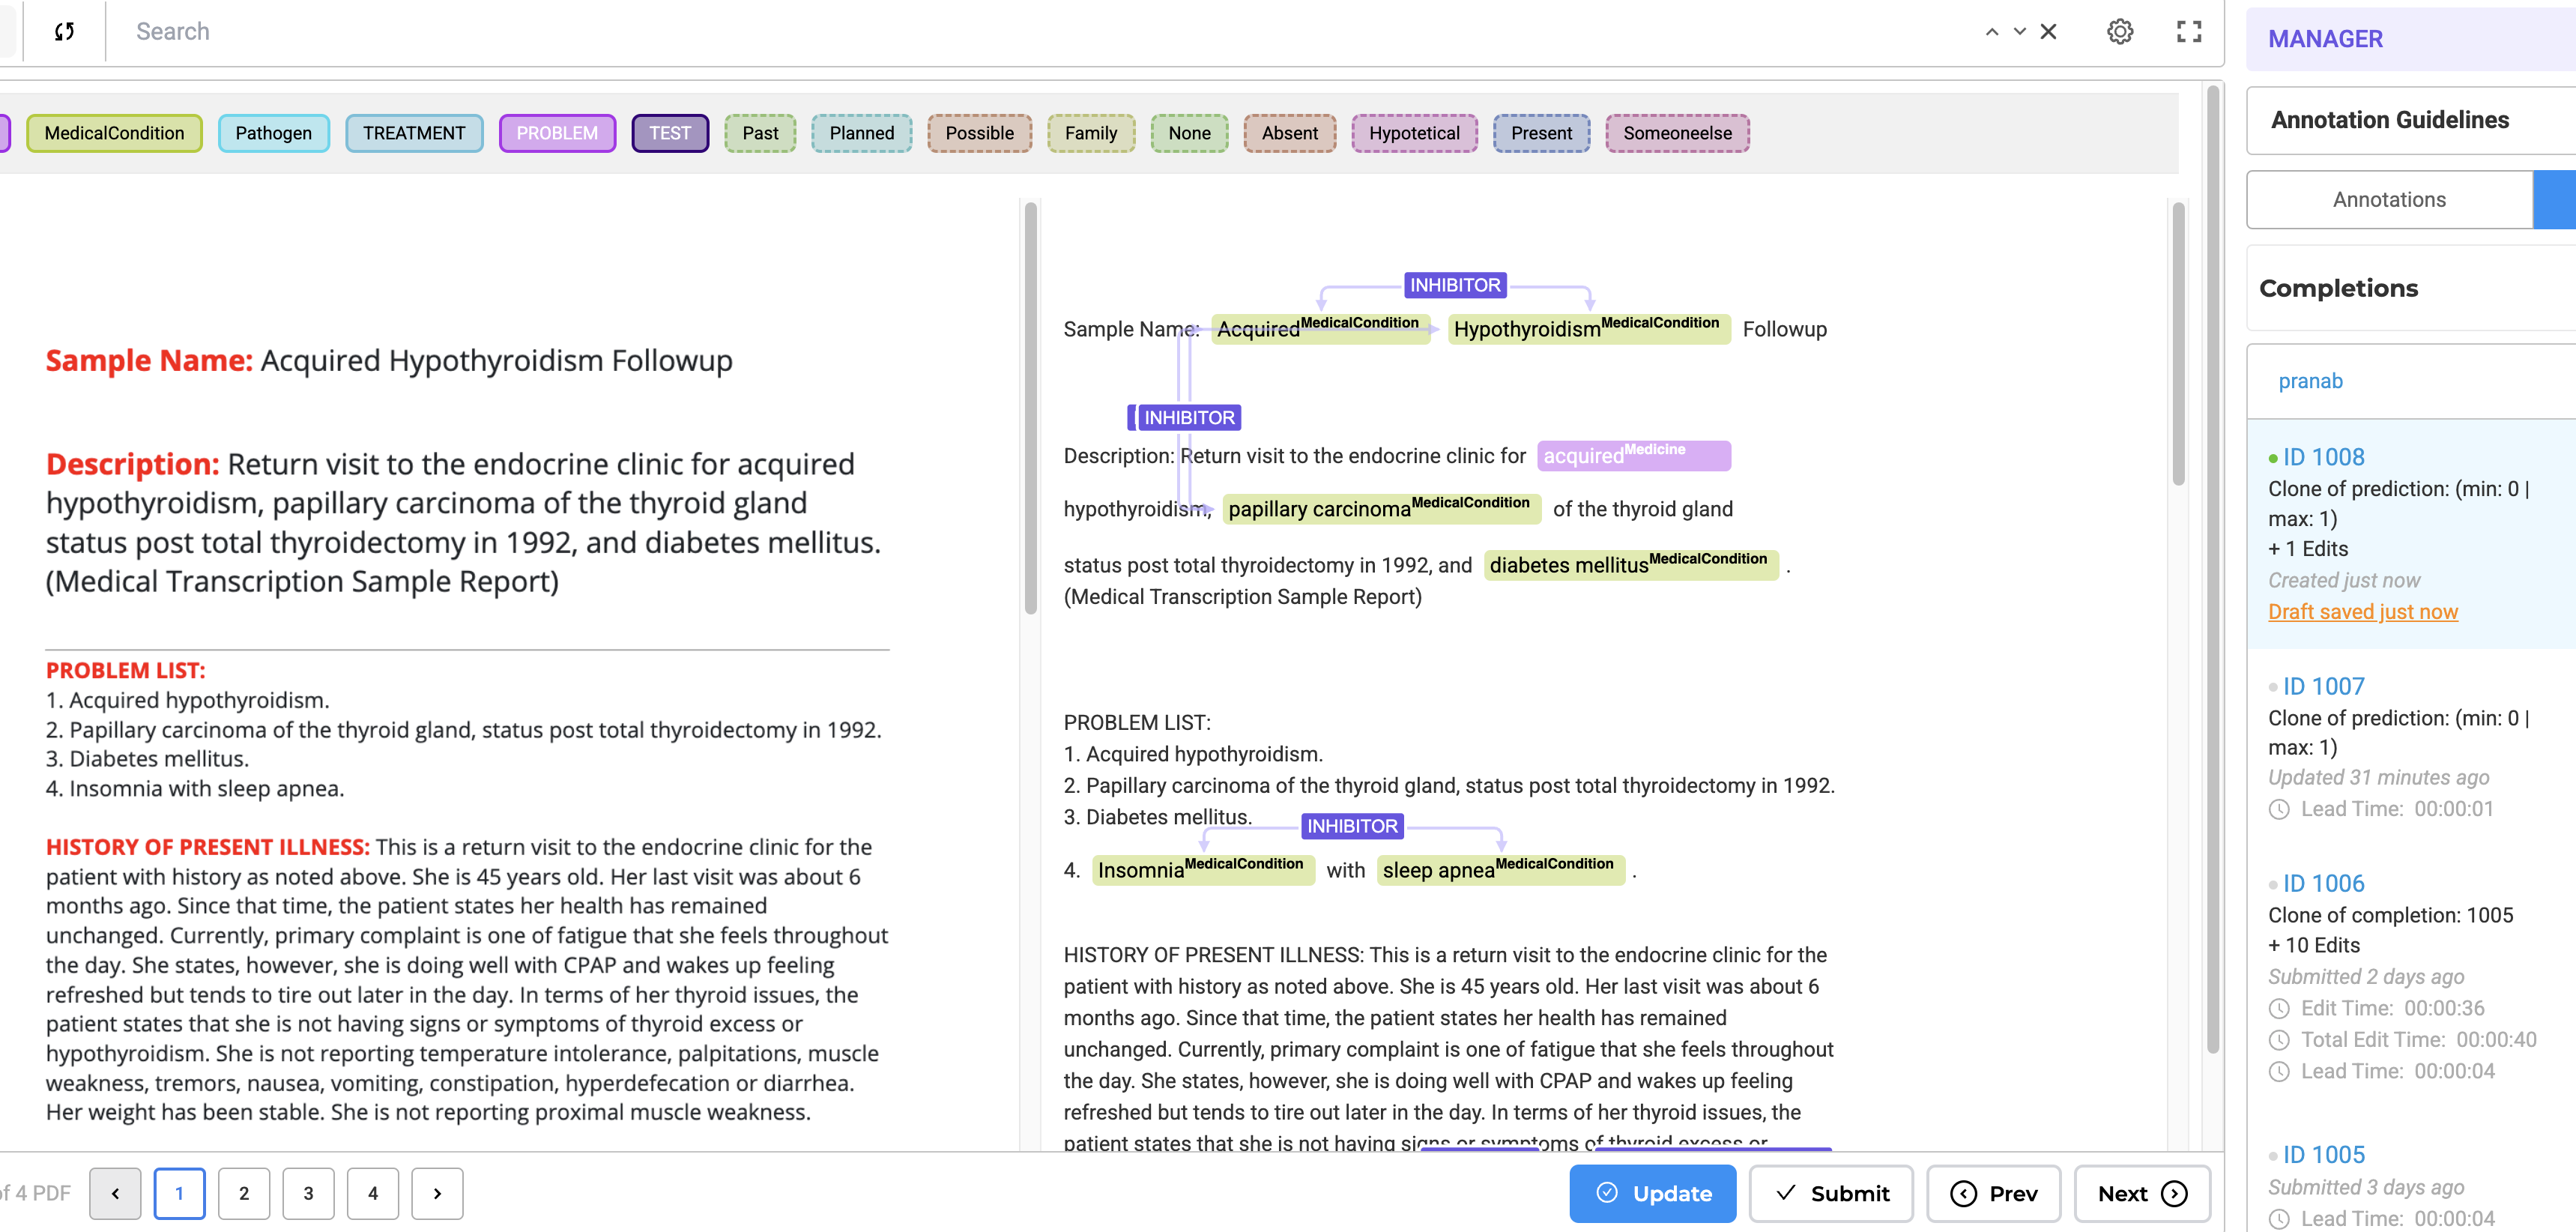 Search
MANAGER
MedicalCondition Pathogen TREATMENT PROBLEM TEST Past Planned Possible Family None Absent Hypotetical Present Someoneelse
Sample Name: Acquired Hypothyroidism Followup
Description: Return visit to the endocrine clinic for acquired
hypothyroidism, papillary carcinoma of the thyroid gland
status post total thyroidectomy in 1992, and diabetes mellitus.
(Medical Transcription Sample Report)
PROBLEM LIST:
1. Acquired hypothyroidism.
2. Papillary carcinoma of the thyroid gland, status post total thyroidectomy in 1992.
3. Diabetes mellitus.
4. Insomnia with sleep apnea.
HISTORY OF PRESENT ILLNESS: This is a return visit to the endocrine clinic for the
patient with history as noted above. She is 45 years old. Her last visit was about 6
months ago. Since that time, the patient states her health has remained
unchanged. Currently, primary complaint is one of fatigue that she feels throughout
the day. She states, however, she is doing well with CPAP and wakes up feeling
refreshed but tends to tire out later in the day. In terms of her thyroid issues, the
patient states that she is not having signs or symptoms of thyroid excess or
hypothyroidism. She is not reporting temperature intolerance, palpitations, muscle
weakness, tremors, nausea, vomiting, constipation, hyperdefecation or diarrhea.
Her weight has been stable. She is not reporting proximal muscle weakness.
INHIBITOR
Sample Name: Acquired MedicalCondition Hypothyroidism MedicalCondition Followup
INHIBITOR
Description: Return visit to the endocrine clinic for acquired Medicine
hypothyroidism, papillary carcinoma MedicalCondition of the thyroid gland
status post total thyroidectomy in 1992, and diabetes mellitus MedicalCondition .
(Medical Transcription Sample Report)
PROBLEM LIST:
1. Acquired hypothyroidism.
2. Papillary carcinoma of the thyroid gland, status post total thyroidectomy in 1992.
3. Diabetes mellitus.
INHIBITOR
4. Insomnia MedicalCondition with sleep apnea MedicalCondition .
HISTORY OF PRESENT ILLNESS: This is a return visit to the endocrine clinic for the
patient with history as noted above. She is 45 years old. Her last visit was about 6
months ago. Since that time, the patient states her health has remained
unchanged. Currently, primary complaint is one of fatigue that she feels throughout
the day. She states, however, she is doing well with CPAP and wakes up feeling
refreshed but tends to tire out later in the day. In terms of her thyroid issues, the
patient states that she is not having signs or symptoms of thyroid excess or
Annotation Guidelines
Annotations
Completions
pranab
ID 1008
Clone of prediction: (min: 0 |
max: 1)
+ 1 Edits
Created just now
Draft saved just now
ID 1007
Clone of prediction: (min: 0 |
max: 1)
Updated 31 minutes ago
Lead Time: 00:00:01
ID 1006
Clone of completion: 1005
+ 10 Edits
Submitted 2 days ago
Edit Time: 00:00:36
Total Edit Time: 00:00:40
Lead Time: 00:00:04
ID 1005
Submitted 3 days ago
Lead Time: 00:00:04
of 4 PDF 1 2 3 4
Update Submit Prev Next